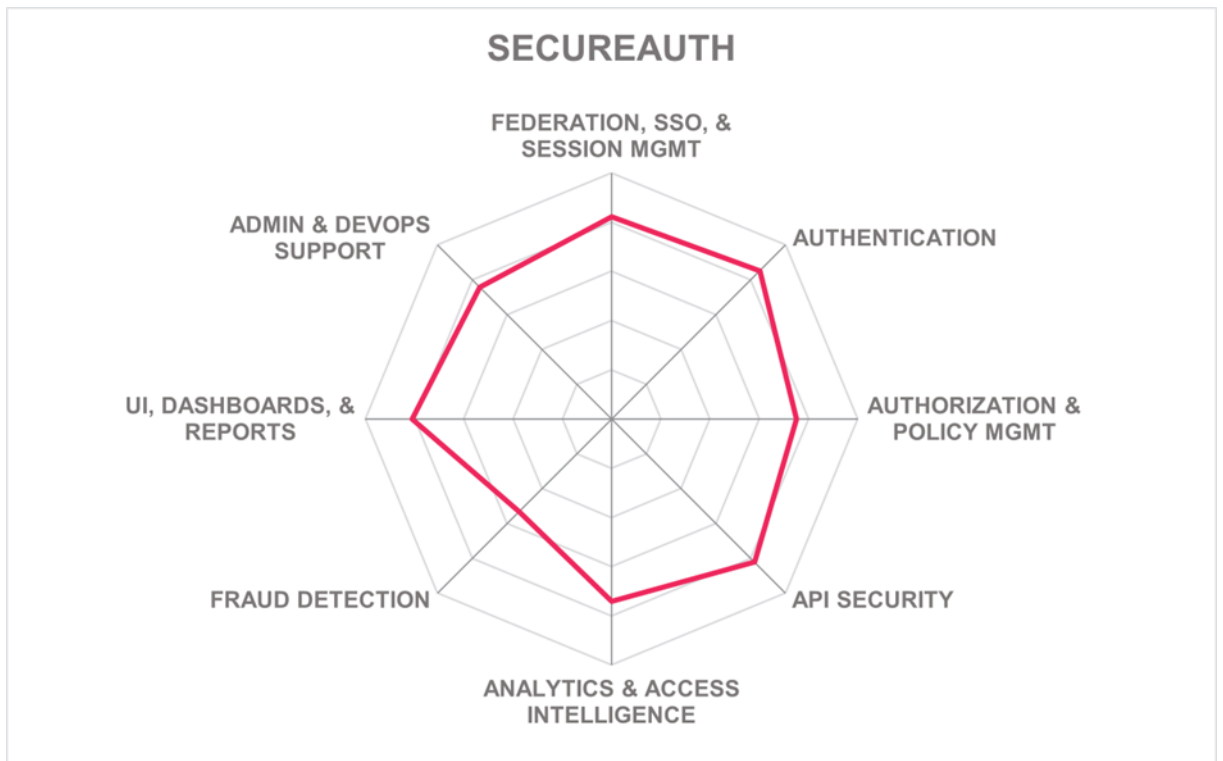 SECUREAUTH
FEDERATION, SSO, &
SESSION MGMT
ADMIN & DEVOPS
SUPPORT
AUTHENTICATION
UI, DASHBOARDS, &
REPORTS
AUTHORIZATION &
POLICY MGMT
FRAUD DETECTION
API SECURITY
ANALYTICS & ACCESS
INTELLIGENCE